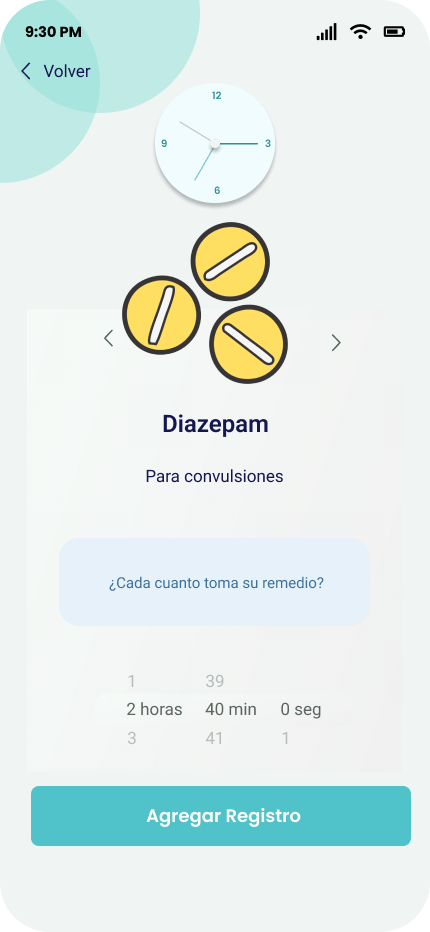 9:30 PM
Volver
12
9 3
6
Diazepam
Para convulsiones
¿Cada cuanto toma su remedio?
1 39
2 horas 40 min 0 seg
3 41 1
Agregar Registro